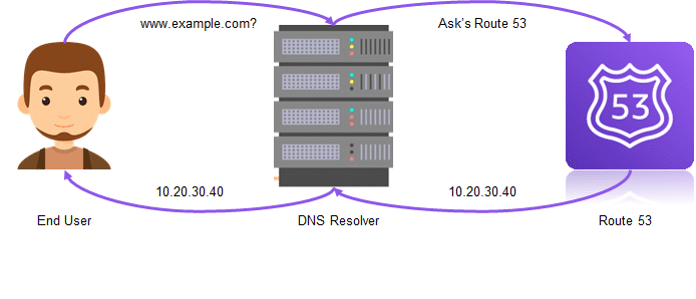 www.example.com?
Ask's Route 53
53
10.20.30.40
10.20.30.40
End User
DNS Resolver
Route 53